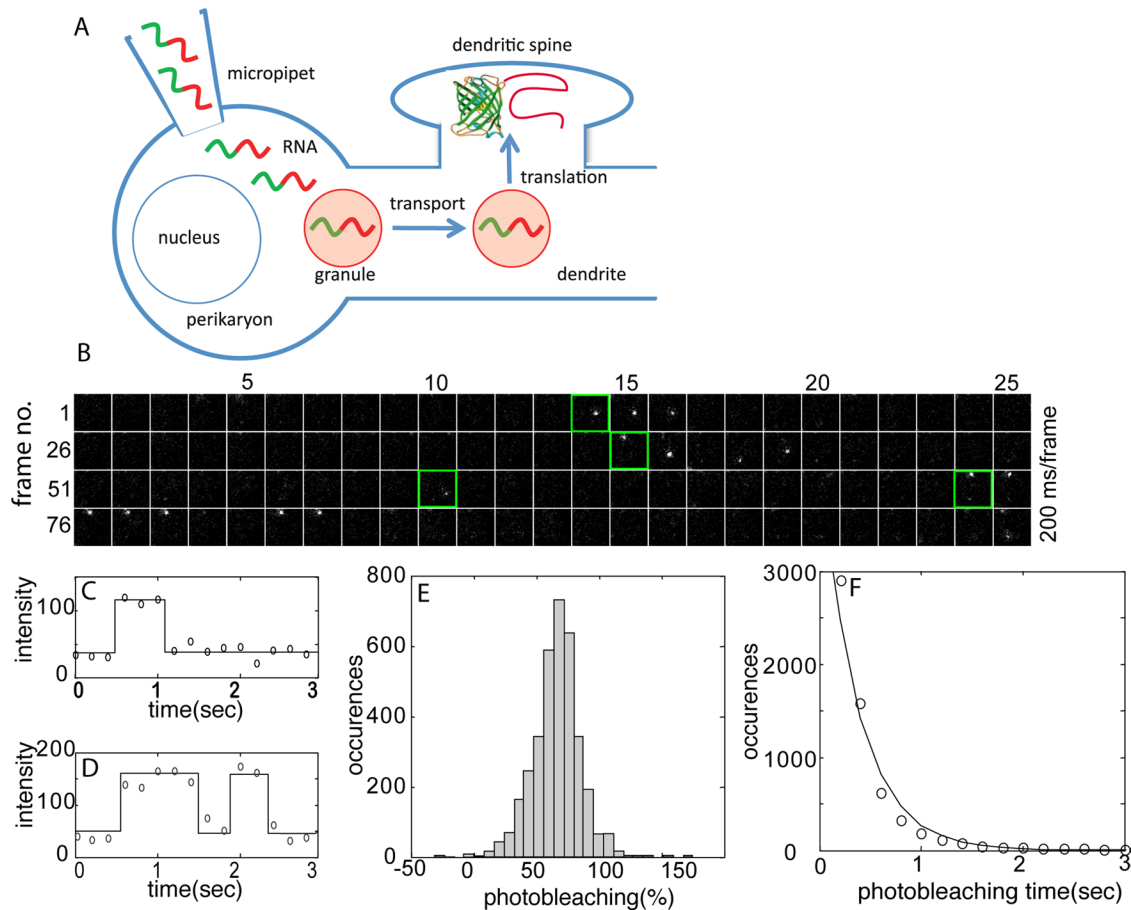 A
micropipet
dendritic spine
RNA
translation
transport
nucleus
granule
dendrite
perikaryon
B
5 10 15 20 25
frame no.
1
26
51
76
200 ms/frame
C
intensity
100
0
0 1 2 3
time(sec)
D
intensity
200
100
0
0 1 2 3
time(sec)
E
occurences
800
600
400
200
0
-50 0 50 100 150
photobleaching(%)
F
occurences
3000
2000
1000
0
0 1 2 3
photobleaching time(sec)